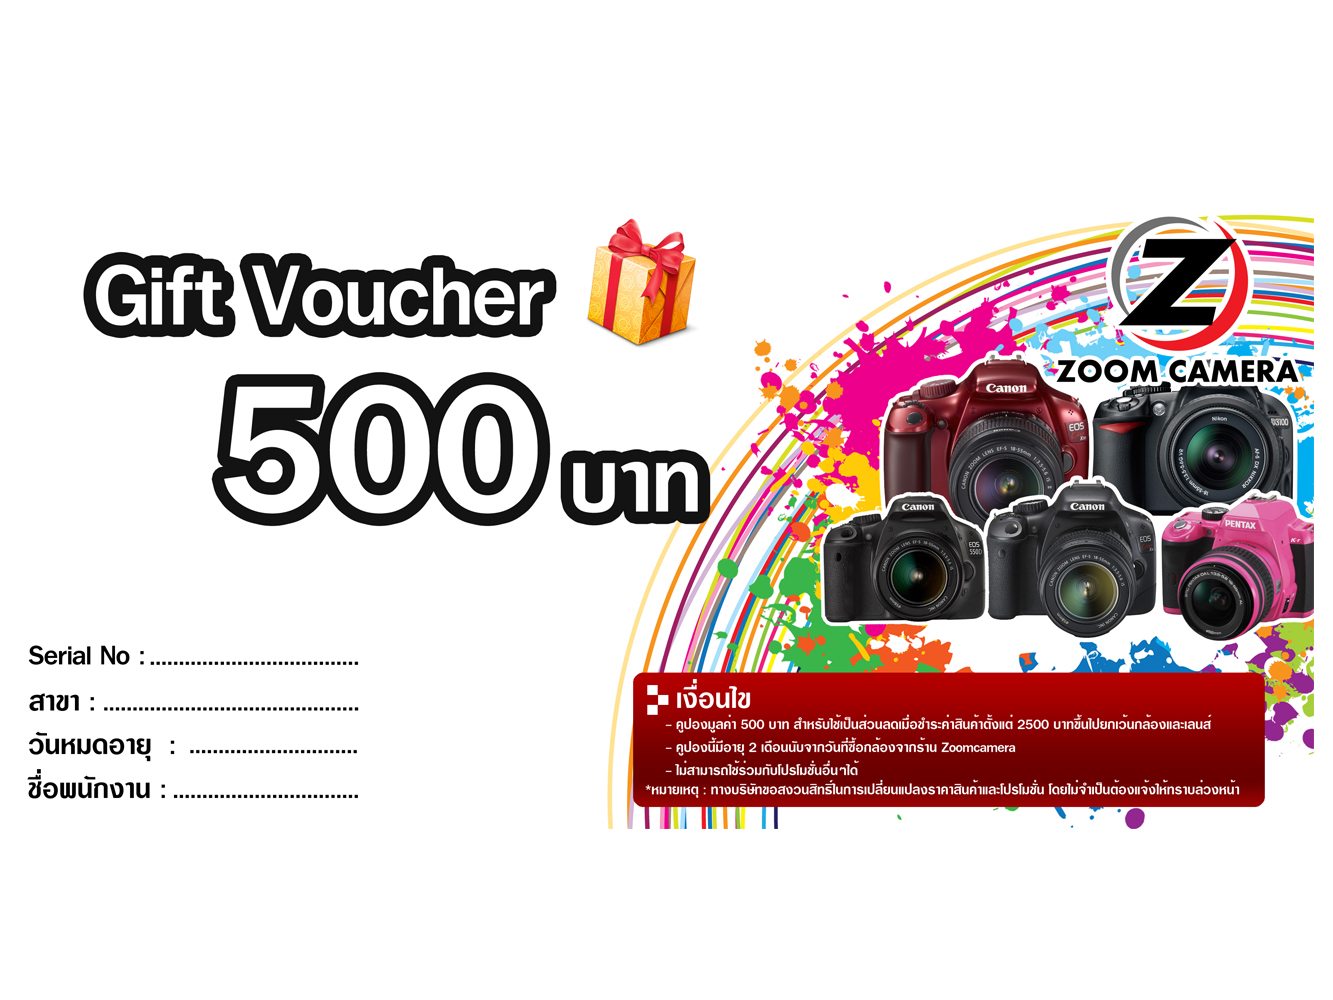 Gift Voucher
500 บาท
Z
ZOOM CAMERA
Canon
EOS
Nikon
D3100
Canon
EOS
550D
Canon
EOS
PENTAX
K-r
Serial No :....................................
สาขา : ............................................
วันหมดอายุ : .............................
ชื่อพนักงาน : ................................
เงื่อนไข
- คูปองมูลค่า 500 บาท สำหรับใช้เป็นส่วนลดเมื่อชำระค่าสินค้าตั้งแต่ 2500 บาทขึ้นไปยกเว้นกล้องและเลนส์
- คูปองนี้มีอายุ 2 เดือนนับจากวันที่ซื้อกล้องจากร้าน Zoomcamera
- ไม่สามารถใช้ร่วมกับโปรโมชั่นอื่นๆได้
*หมายเหตุ : ทางบริษัทขอสงวนสิทธิ์ในการเปลี่ยนแปลงราคาสินค้าและโปรโมชั่น โดยไม่จำเป็นต้องแจ้งให้ทราบล่วงหน้า